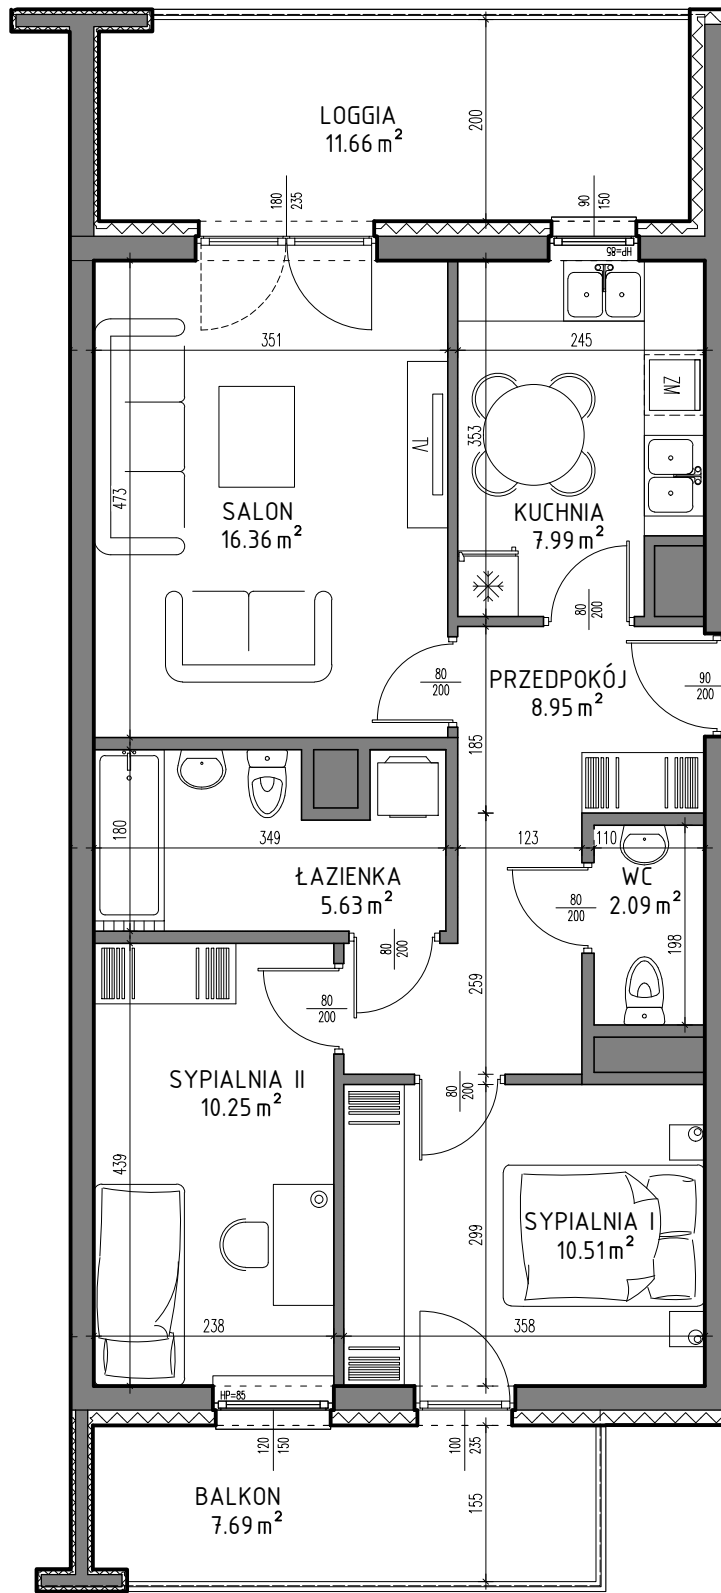 LOGGIA
11.66 m²
200
180
235
90
150
HP=85
351
245
ZM
TV
353
473
SALON
16.36 m²
KUCHNIA
7.99 m²
80
200
80
200
PRZEDPOKÓJ
8.95 m²
90
200
185
180
349
123
110
ŁAZIENKA
5.63 m²
WC
2.09 m²
80
200
198
80
200
259
80
200
SYPIALNIA II
10.25 m²
80
200
439
299
SYPIALNIA I
10.51 m²
238
358
HP=85
120
150
100
235
BALKON
7.69 m²
155